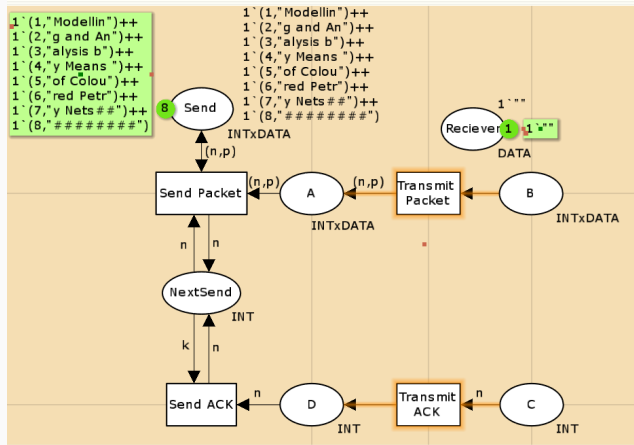 1`(1,"Modellin")++
1`(2,"g and An")++
1`(3,"alysis b")++
1`(4,"y Means ")++
1`(5,"of Colou")++
1`(6,"red Petr")++
1`(7,"y Nets##")++
1`(8,"########")
1`(1,"Modellin")++
1`(2,"g and An")++
1`(3,"alysis b")++
1`(4,"y Means ")++
1`(5,"of Colou")++
1`(6,"red Petr")++
1`(7,"y Nets##")++
1`(8,"########")
8
Send
INTxDATA
1`""
Reciever
1
1`""
DATA
(n,p)
Send Packet
(n,p)
A
INTxDATA
(n,p)
Transmit
Packet
B
INTxDATA
n
n
NextSend
INT
k
n
Send ACK
n
D
INT
Transmit
ACK
n
C
INT